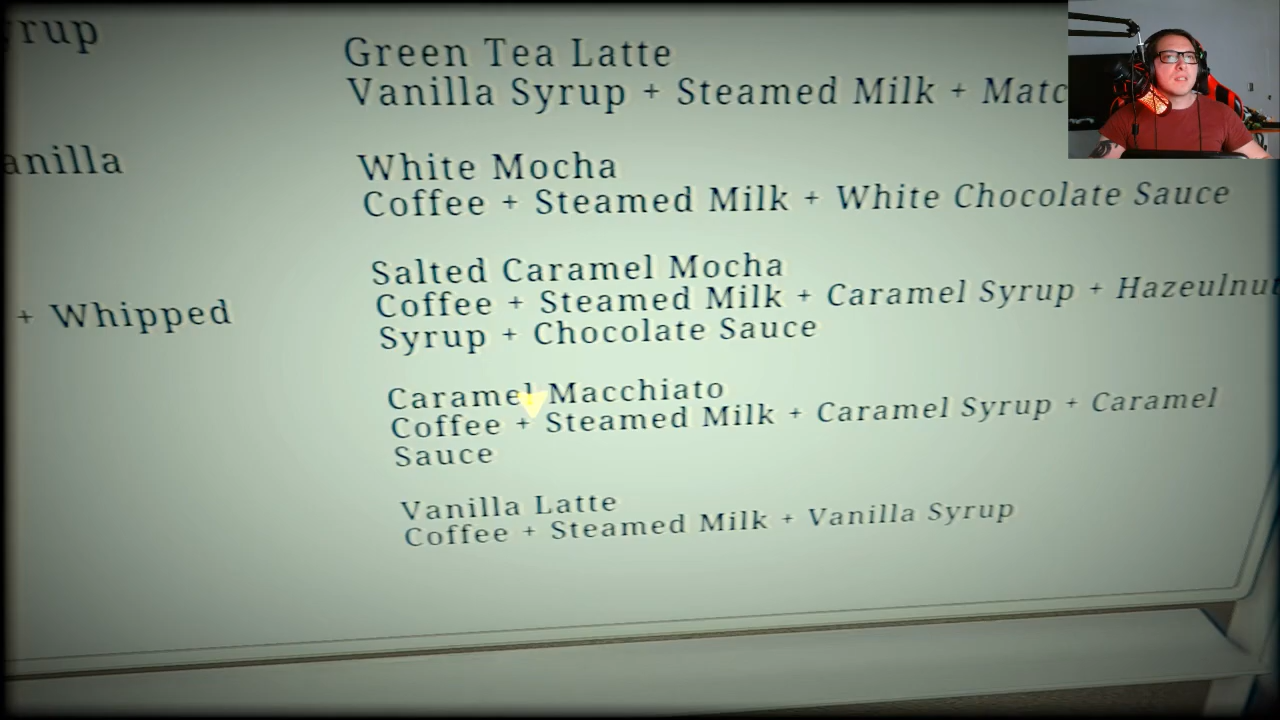 yrup
Green Tea Latte
Vanilla Syrup + Steamed Milk +
anilla
White Mocha
Coffee + Steamed Milk + White Chocolate Sauce
Salted Caramel Mocha
+ Whipped
Coffee + Steamed Milk + Caramel Syrup + Hazeulnut
Syrup + Chocolate Sauce
Caramel Macchiato
Coffee + Steamed Milk + Caramel Syrup + Caramel
Sauce
Vanilla Latte
Coffee + Steamed Milk + Vanilla Syrup